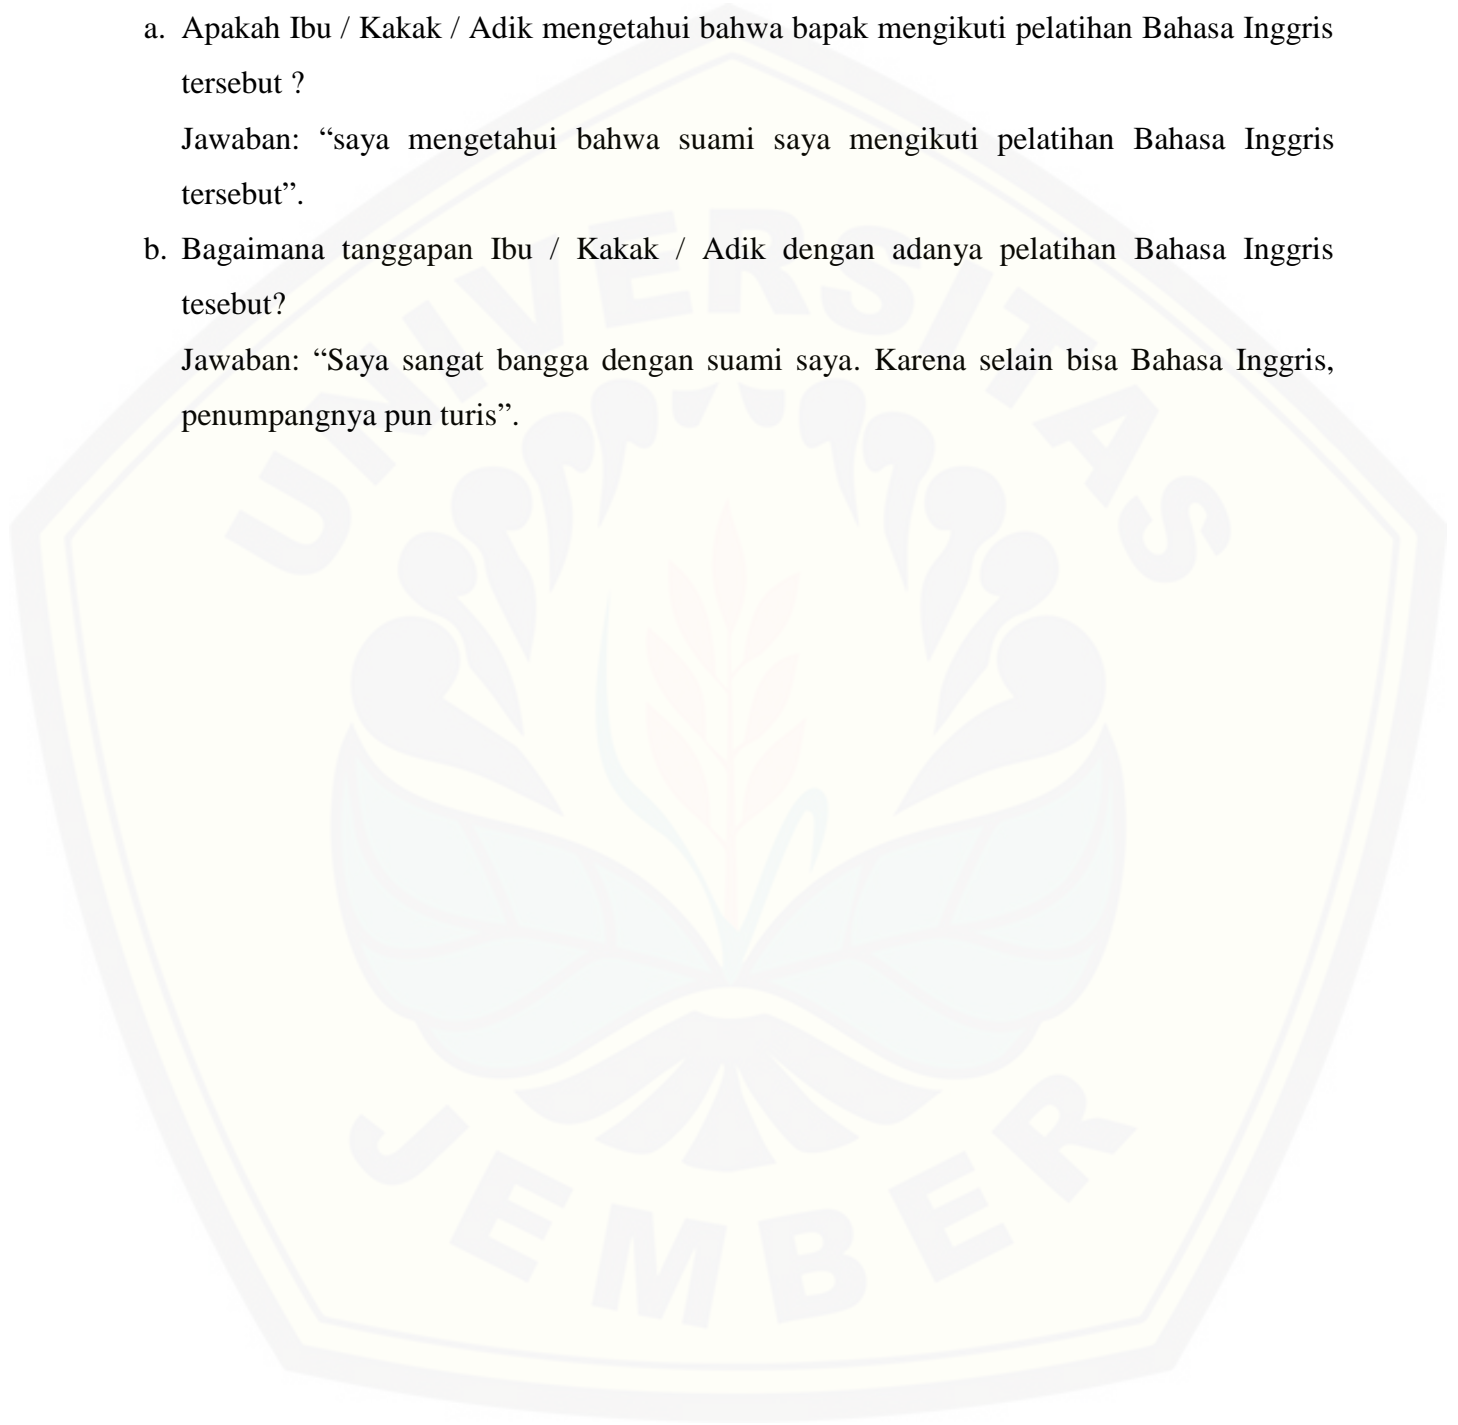 a. Apakah Ibu / Kakak / Adik mengetahui bahwa bapak mengikuti pelatihan Bahasa Inggris
tersebut ?
Jawaban: “saya mengetahui bahwa suami saya mengikuti pelatihan Bahasa Inggris
tersebut”.
b. Bagaimana tanggapan Ibu / Kakak / Adik dengan adanya pelatihan Bahasa Inggris
tesebut?
Jawaban: “Saya sangat bangga dengan suami saya. Karena selain bisa Bahasa Inggris,
penumpangnya pun turis”.
UNIVERSITAS
JEMBER